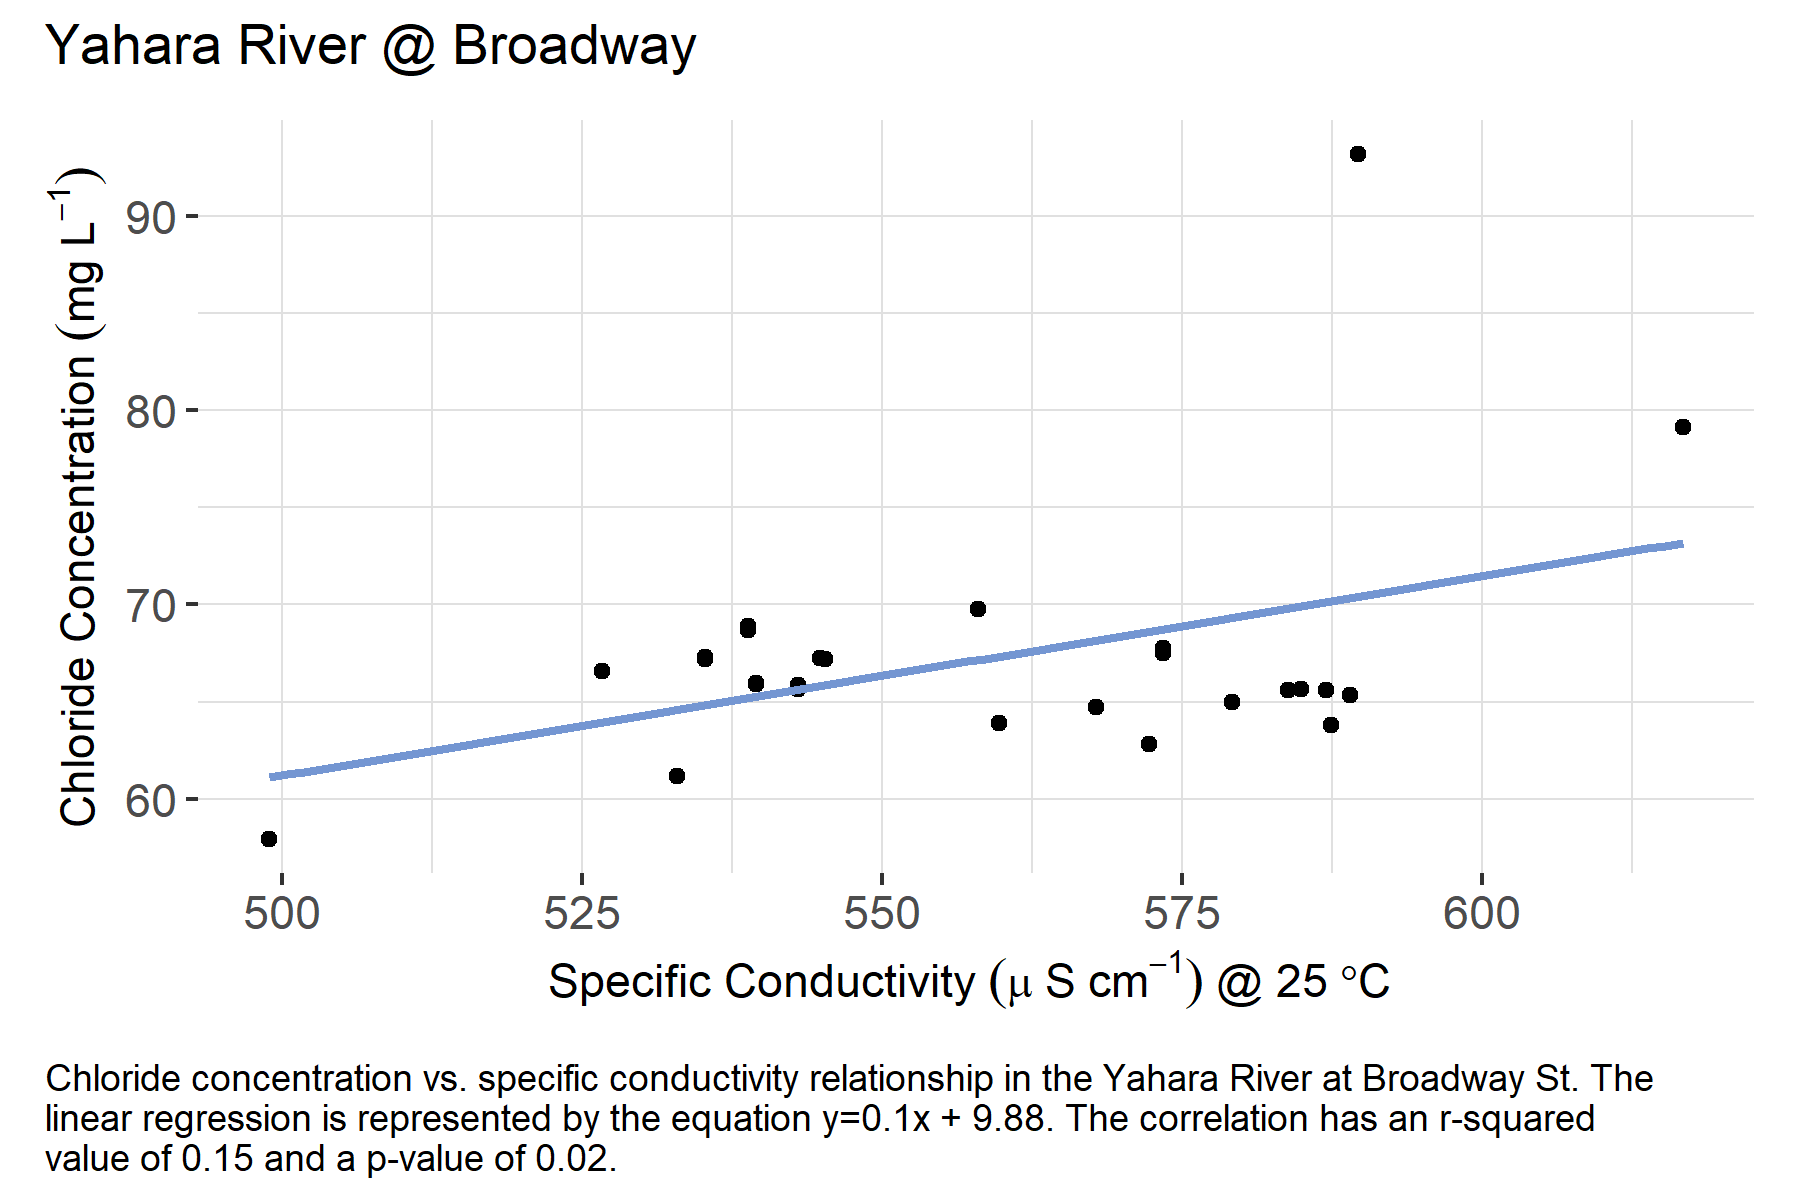 Yahara River @ Broadway
Chloride Concentration (mg L⁻¹)
90
80
70
60
500 525 550 575 600
Specific Conductivity (μ S cm⁻¹) @ 25 °C
Chloride concentration vs. specific conductivity relationship in the Yahara River at Broadway St. The
linear regression is represented by the equation y=0.1x + 9.88. The correlation has an r-squared
value of 0.15 and a p-value of 0.02.